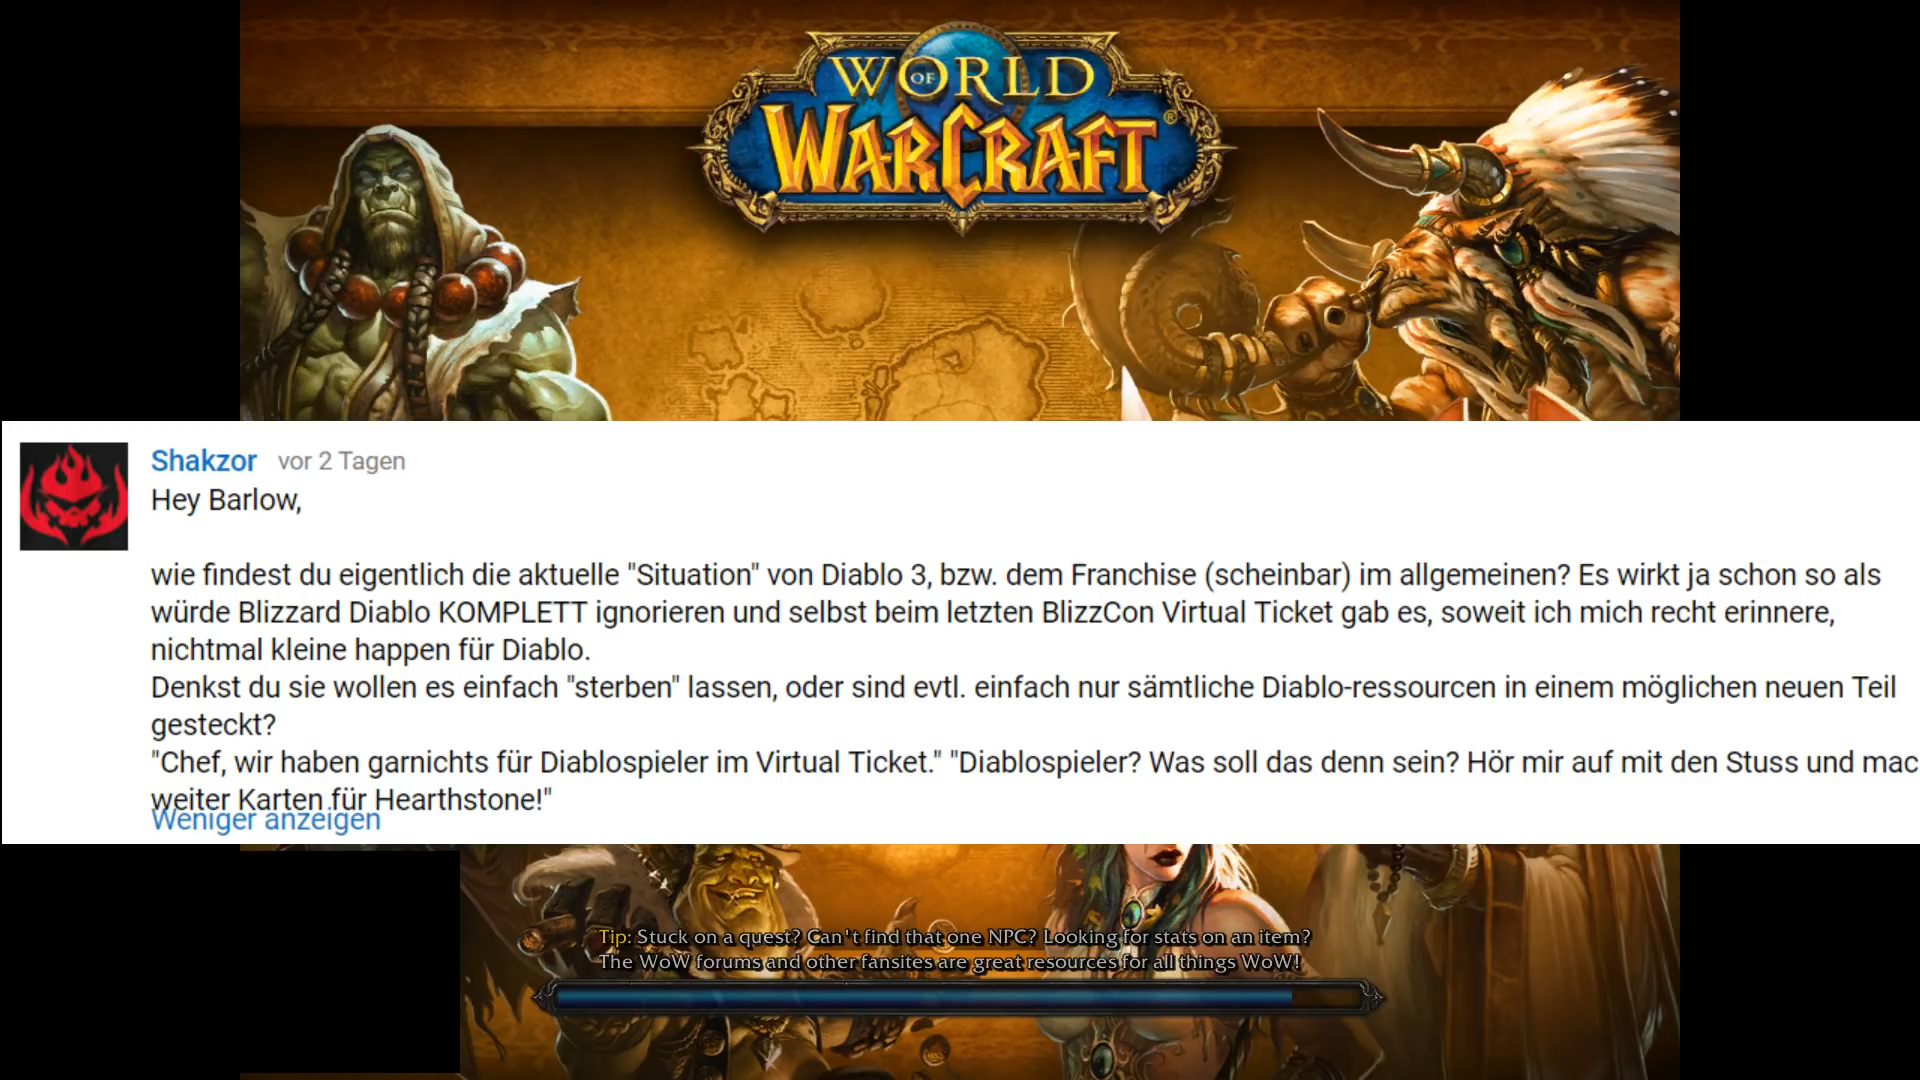 WORLD
OF
WARCRAFT
®
Shakzor vor 2 Tagen
Hey Barlow,
wie findest du eigentlich die aktuelle "Situation" von Diablo 3, bzw. dem Franchise (scheinbar) im allgemeinen? Es wirkt ja schon so als
würde Blizzard Diablo KOMPLETT ignorieren und selbst beim letzten BlizzCon Virtual Ticket gab es, soweit ich mich recht erinnere,
nichtmal kleine happen für Diablo.
Denkst du sie wollen es einfach "sterben" lassen, oder sind evtl. einfach nur sämtliche Diablo-ressourcen in einem möglichen neuen Teil
gesteckt?
"Chef, wir haben garnichts für Diablospieler im Virtual Ticket." "Diablospieler? Was soll das denn sein? Hör mir auf mit den Stuss und mac
weiter Karten für Hearthstone!"
Weniger anzeigen
Tip: Stuck on a quest? Can't find that one NPC? Looking for stats on an item?
The WoW forums and other fansites are great resources for all things WoW!